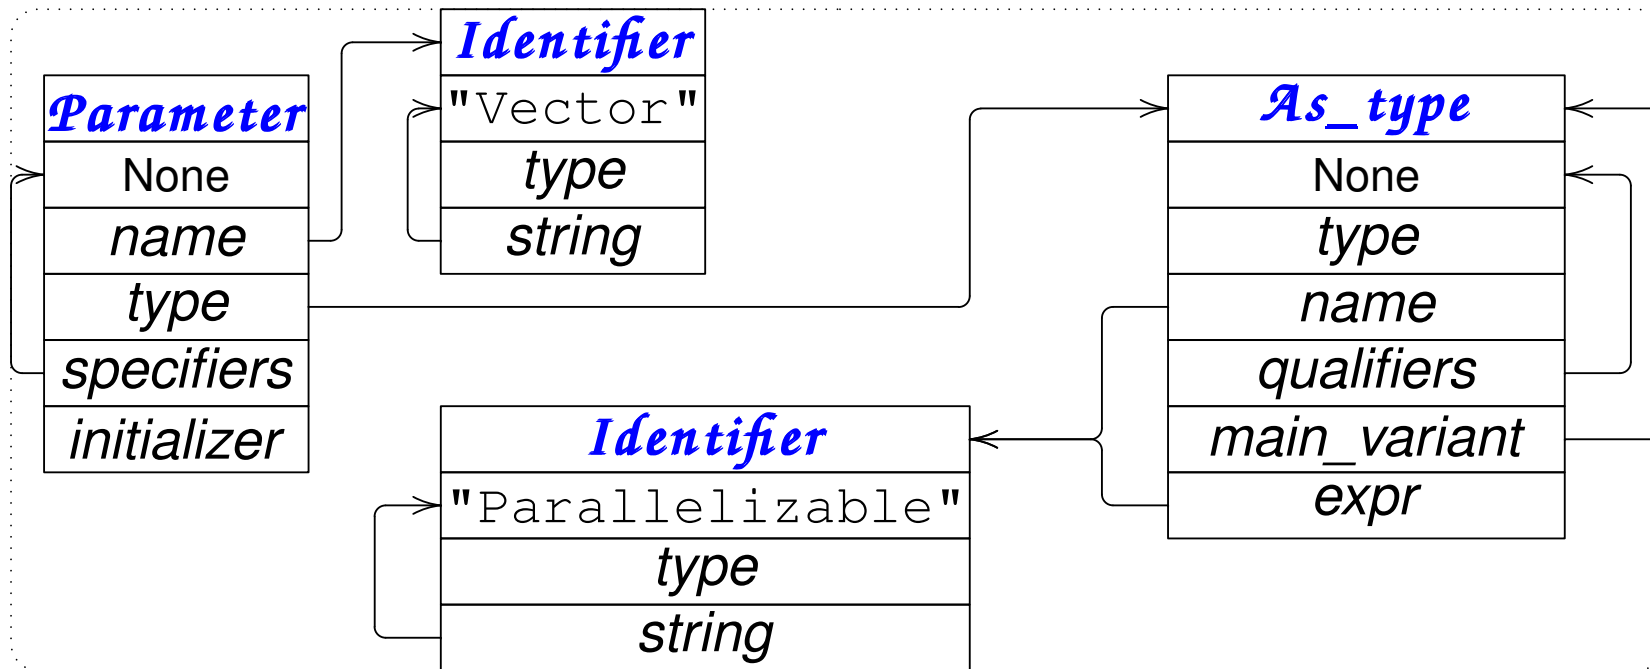 Parameter
None
name
type
specifiers
initializer
Identifier
"Vector"
type
string
Identifier
"Parallelizable"
type
string
As_type
None
type
name
qualifiers
main_variant
expr